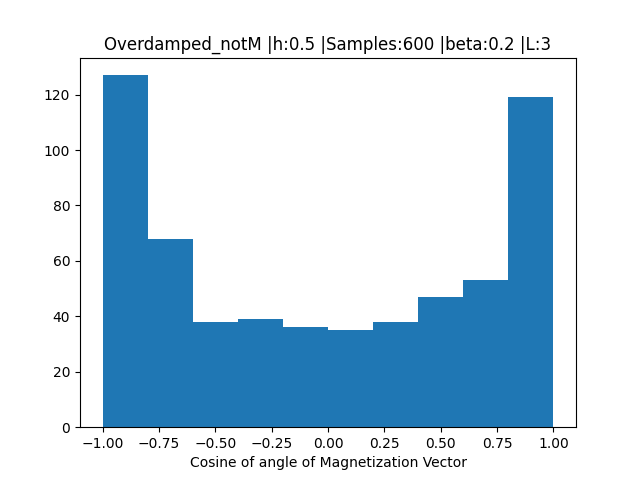 Overdamped_notM |h:0.5 |Samples:600 |beta:0.2 |L:3
120
100
80
60
40
20
0
−1.00 −0.75 −0.50 −0.25 0.00 0.25 0.50 0.75 1.00
Cosine of angle of Magnetization Vector